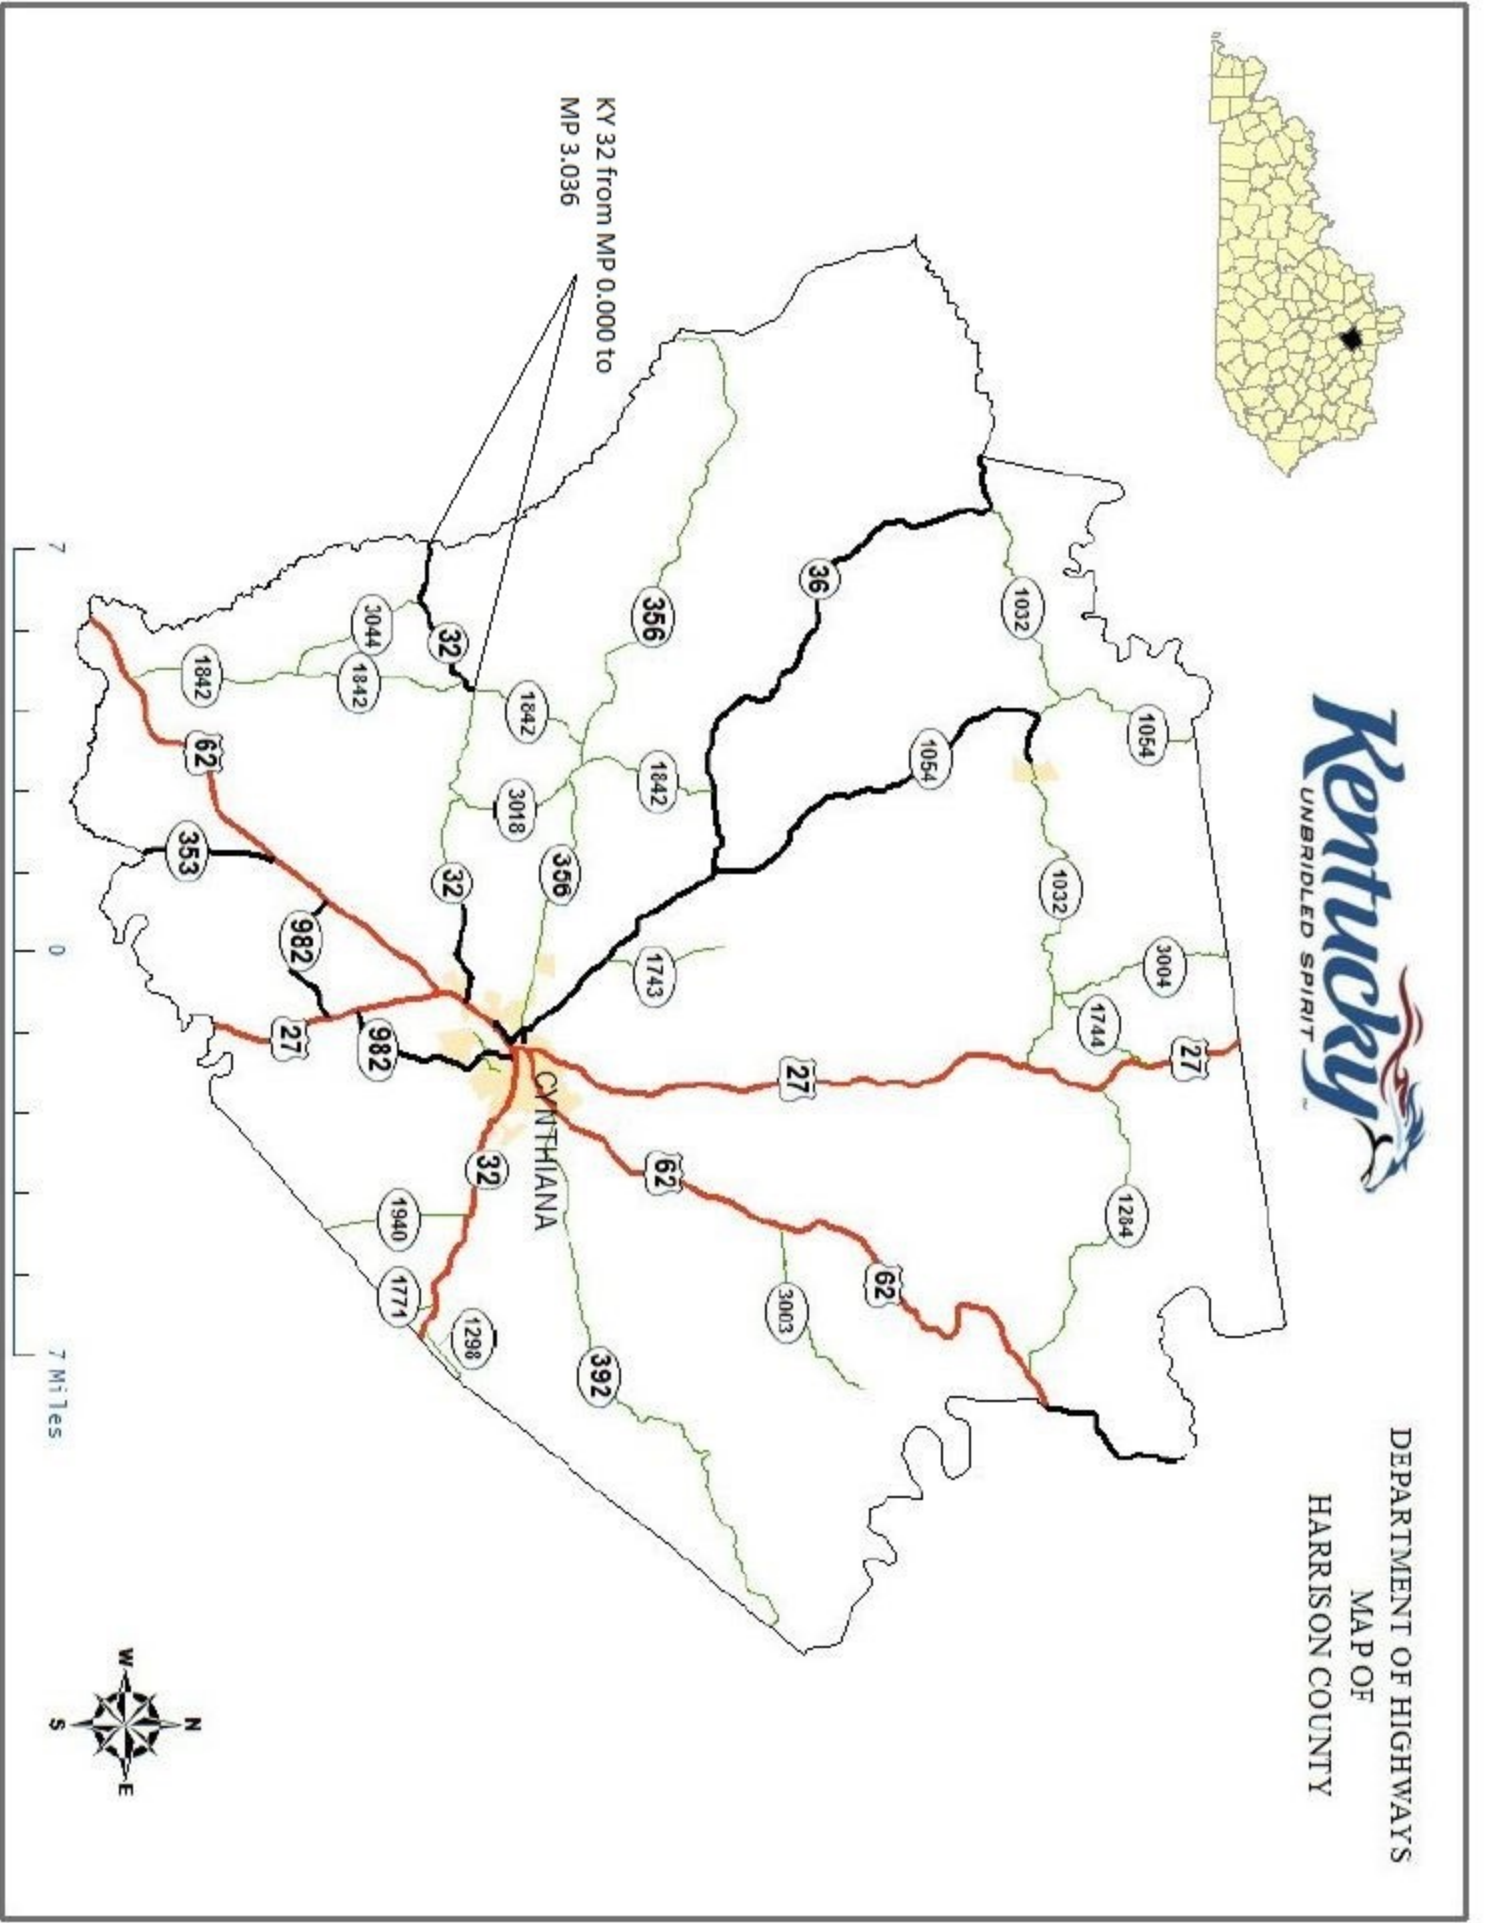 DEPARTMENT OF HIGHWAYS
MAP OF
HARRISON COUNTY
Kentucky™
UNBRIDLED SPIRIT
KY 32 from MP 0.000 to
MP 3.036
1054
3004
27
1744
1032
1032
1284
36
1054
62
27
3003
62
356
1842
1743
392
1842
3018
356
CYNTHIANA
32
32
32
1298
3044
1842
982
1940
1771
982
27
1842
62
353
7
0
7 Miles
N
W
E
S